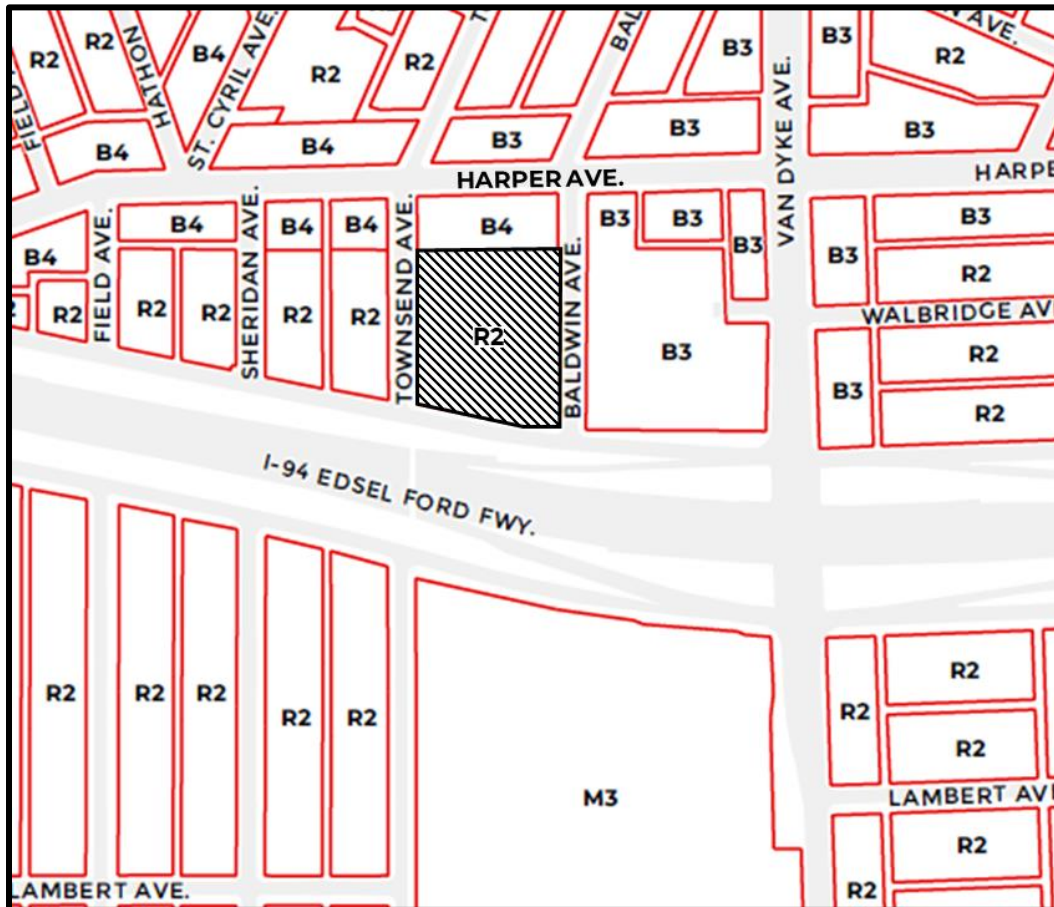 R2
R2
HATHON
B4
ST. CYRIL AVE.
R2
R2
B3
VAN DYKE AVE.
B3
R2
AVE.
B4
B4
B3
B3
B3
HARPER AVE.
HARPE
B4
FIELD AVE.
B4
R2
R2
R2
SHERIDAN AVE.
B4
B4
R2
R2
TOWNSEND AVE.
B4
R2
BALDWIN AVE.
B3
B3
B3
B3
B3
B3
R2
WALBRIDGE AV
B3
R2
R2
I-94 EDSEL FORD FWY.
R2
R2
R2
R2
R2
M3
R2
R2
R2
LAMBERT AV
R2
R2
LAMBERT AVE.